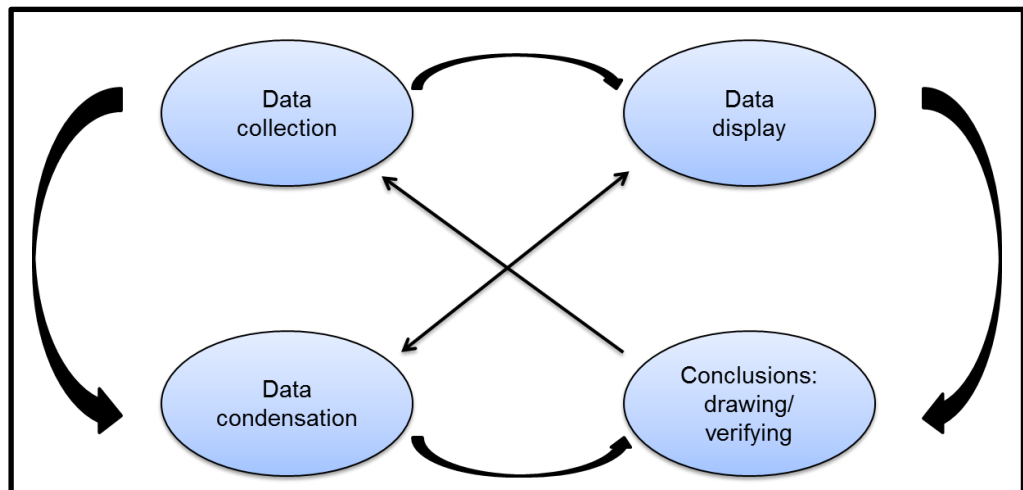 Data
collection
Data
display
Data
condensation
Conclusions:
drawing/
verifying